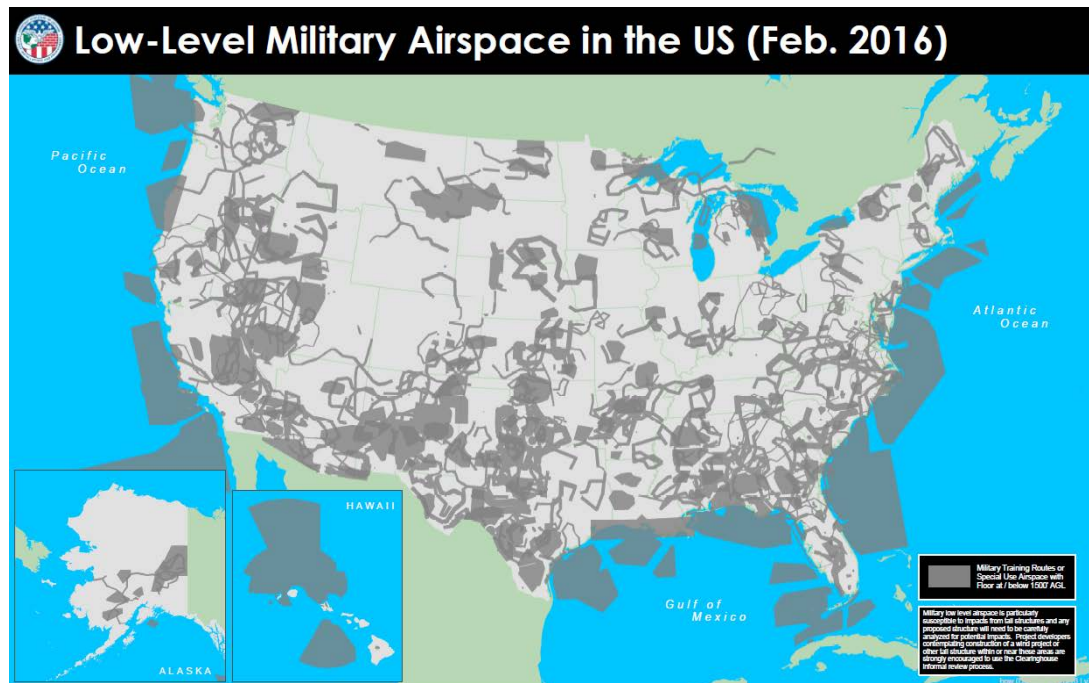 Low-Level Military Airspace in the US (Feb. 2016)
Pacific
Ocean
Atlantic
Ocean
HAWAII
Gulf of
Mexico
ALASKA
Military Training Routes or
Special Use Airspace with
Floor at / below 1500' AGL
Military low level airspace is particularly
susceptible to impacts from tall structures and any
proposed structure will need to be carefully
analyzed for potential impacts. Project developers
contemplating construction of a wind project or
other tall structure within or near these areas are
strongly encouraged to use the Clearinghouse
informal review process.